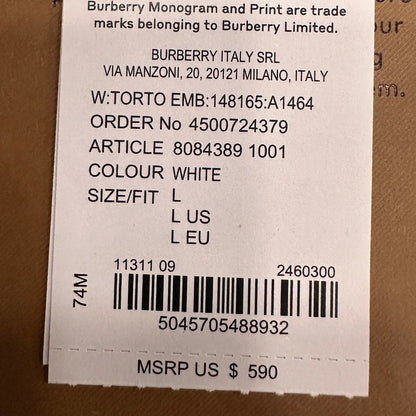 Burberry Monogram and Print are trade
marks belonging to Burberry Limited.
BURBERRY ITALY SRL
VIA MANZONI, 20, 20121 MILANO, ITALY
W:TORTO EMB:148165:A1464
ORDER No 4500724379
ARTICLE 8084389 1001
COLOUR WHITE
SIZE/FIT L
L US
L EU
11311 09 2460300
74M
5045705488932
MSRP US $ 590